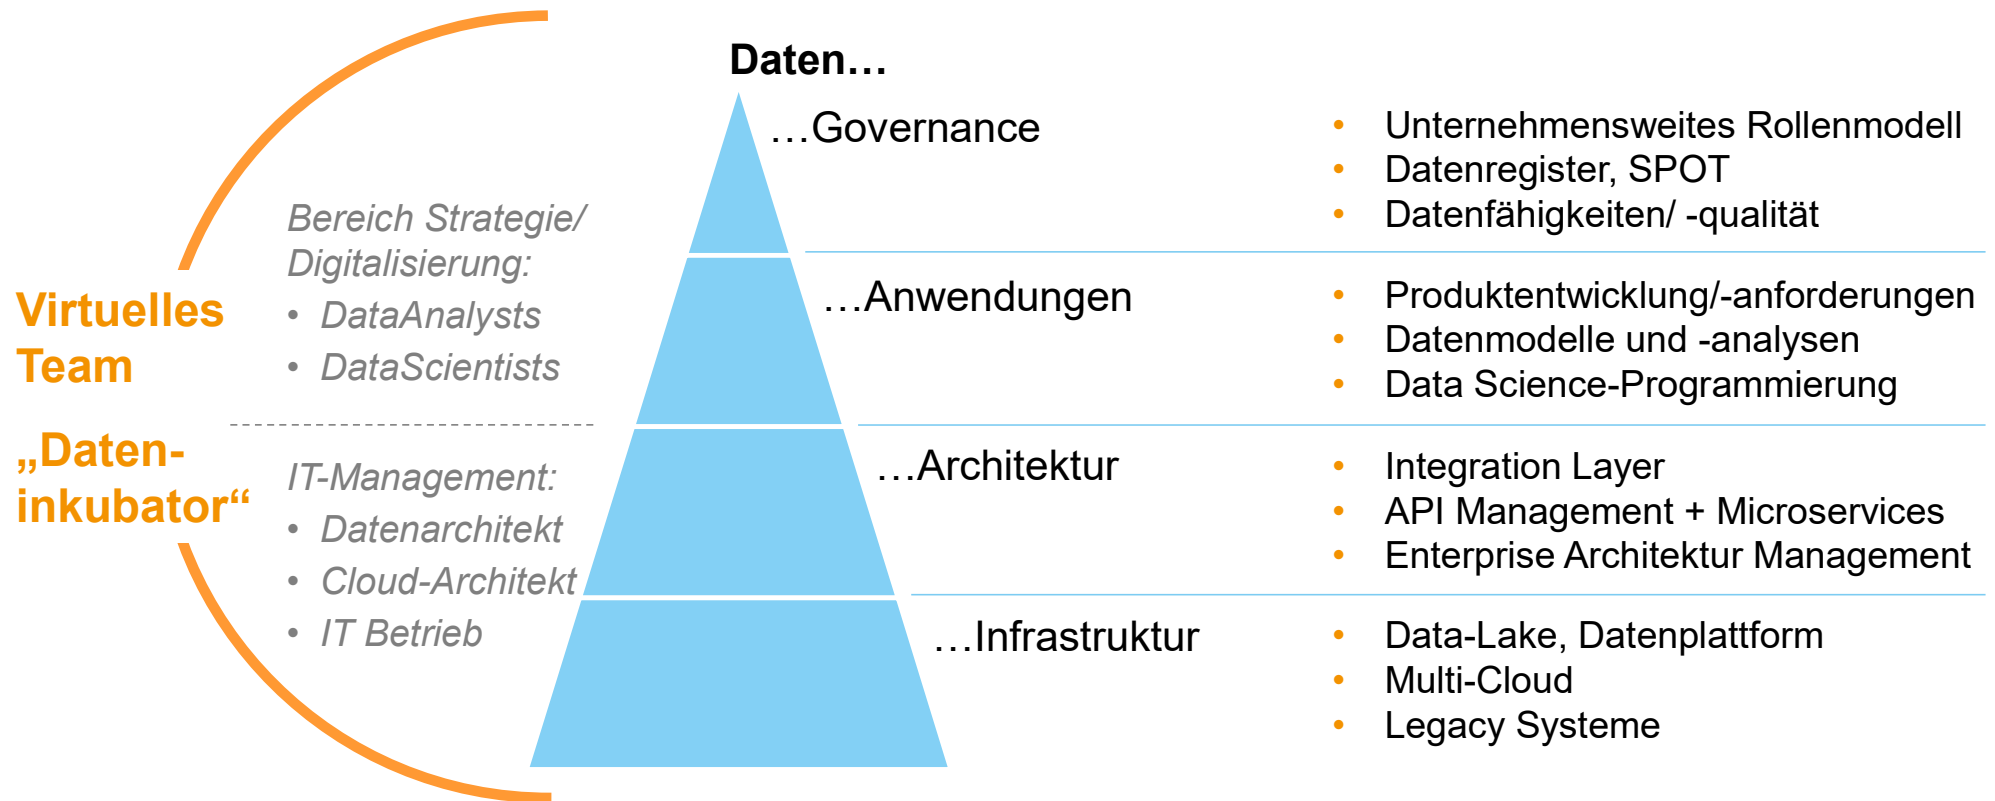 Daten…
…Governance
• Unternehmensweites Rollenmodell
• Datenregister, SPOT
• Datenfähigkeiten/ -qualität
…Anwendungen
• Produktentwicklung/-anforderungen
• Datenmodelle und -analysen
• Data Science-Programmierung
…Architektur
• Integration Layer
• API Management + Microservices
• Enterprise Architektur Management
…Infrastruktur
• Data-Lake, Datenplattform
• Multi-Cloud
• Legacy Systeme
Bereich Strategie/
Digitalisierung:
• DataAnalysts
• DataScientists
IT-Management:
• Datenarchitekt
• Cloud-Architekt
• IT Betrieb
Virtuelles
Team
„Daten-
inkubator“